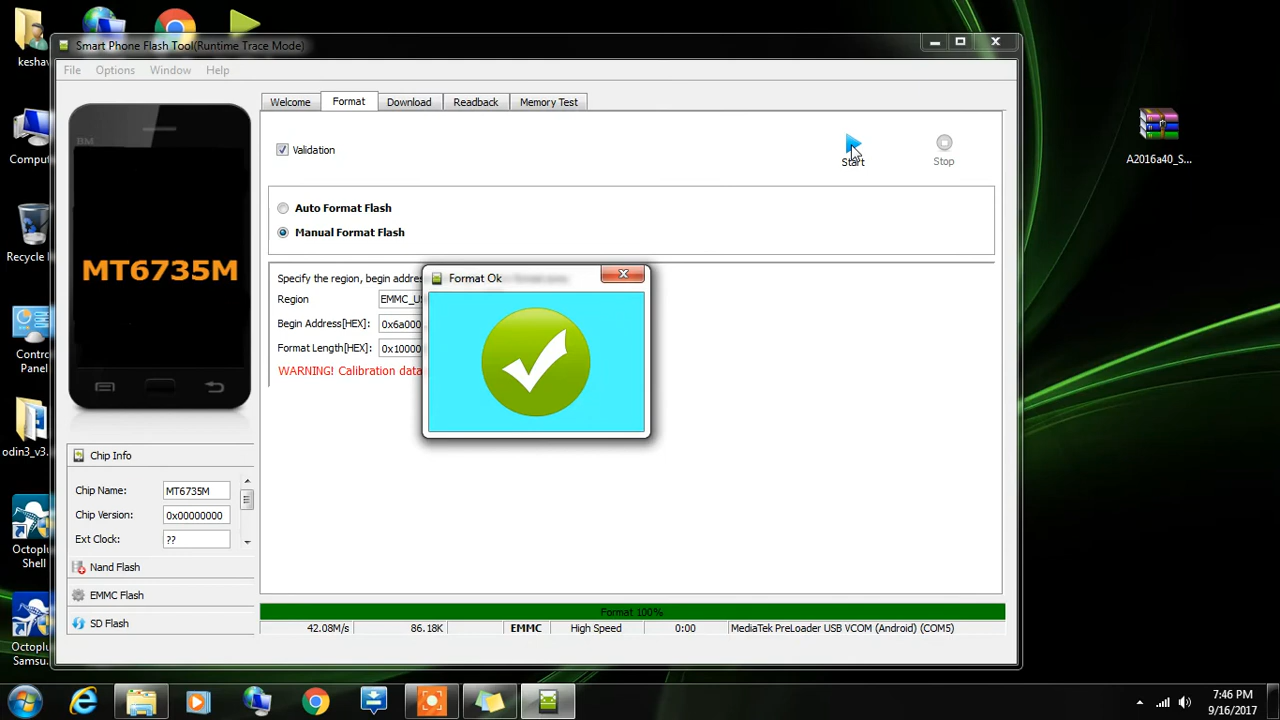 keshav
Smart Phone Flash Tool(Runtime Trace Mode)
File Options Window Help
Welcome Format Download Readback Memory Test
Validation
Start
Stop
Auto Format Flash
Manual Format Flash
Format Ok
Region
EMMC_US
Begin Address[HEX]:
0x6a000
Format Length[HEX]:
0x10000
WARNING! Calibration data
Specify the region, begin addres
BM
MT6735M
Chip Info
Chip Name: MT6735M
Chip Version: 0x00000000
Ext Clock: ??
Nand Flash
EMMC Flash
SD Flash
Format 100%
42.08M/s 86.18K EMMC High Speed 0:00 MediaTek PreLoader USB VCOM (Android) (COM5)
Comput
Recycle
Control
Panel
odin3_v3.
Octoplus
Shell
Octoplu
Samsu...
A2016a40_S...
7:46 PM
9/16/2017